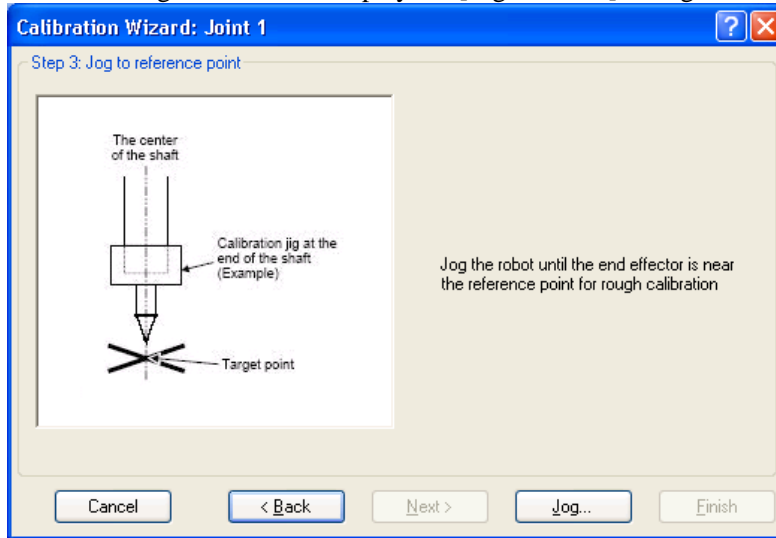 Calibration Wizard: Joint 1
Step 3: Jog to reference point
The center
of the shaft
Calibration jig at the
end of the shaft
(Example)
Target point
Jog the robot until the end effector is near
the reference point for rough calibration
Cancel
< Back
Next >
Jog...
Finish